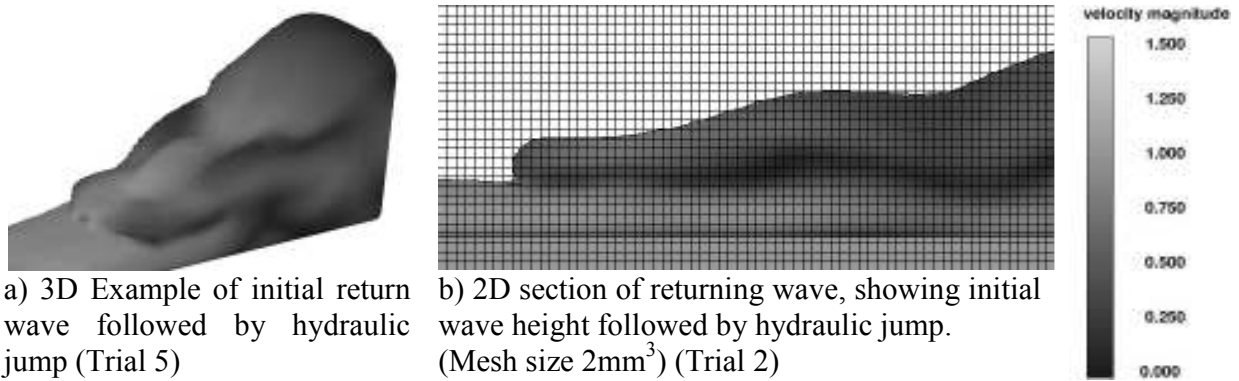 velocity magnitude
1.500
1.250
1.000
0.750
0.500
0.250
0.000
a) 3D Example of initial return
wave followed by hydraulic
jump (Trial 5)
b) 2D section of returning wave, showing initial
wave height followed by hydraulic jump.
(Mesh size 2mm³) (Trial 2)